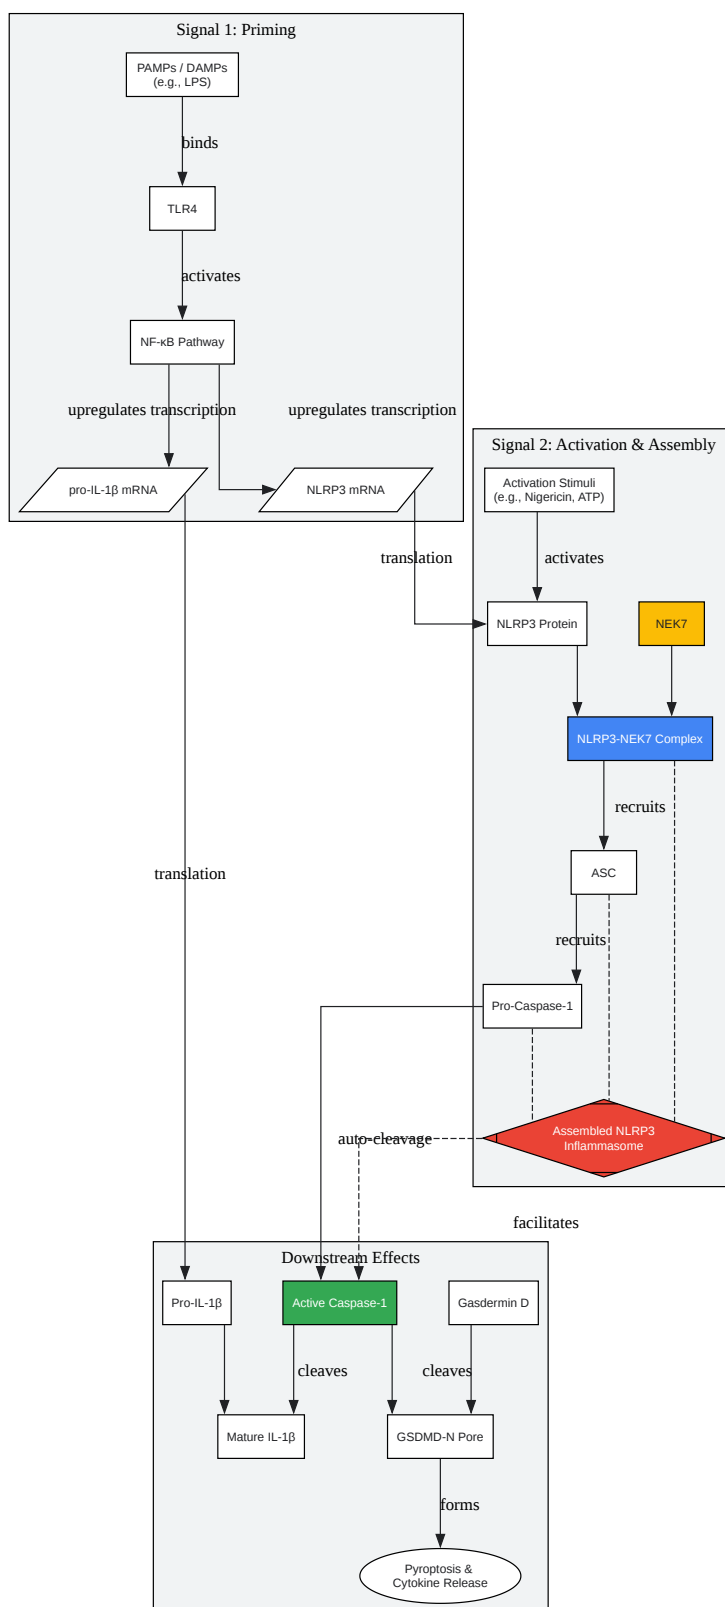 Signal 1: Priming
PAMPs / DAMPs
(e.g., LPS)
binds
TLR4
activates
NF-κB Pathway
upregulates transcription
upregulates transcription
pro-IL-1β mRNA
NLRP3 mRNA
Signal 2: Activation & Assembly
Activation Stimuli
(e.g., Nigericin, ATP)
translation
activates
NLRP3 Protein
NEK7
NLRP3-NEK7 Complex
recruits
translation
ASC
recruits
Pro-Caspase-1
auto-cleavage
Assembled NLRP3
Inflammasome
facilitates
Downstream Effects
Pro-IL-1β
Active Caspase-1
Gasdermin D
cleaves
cleaves
Mature IL-1β
GSDMD-N Pore
forms
Pyroptosis &
Cytokine Release